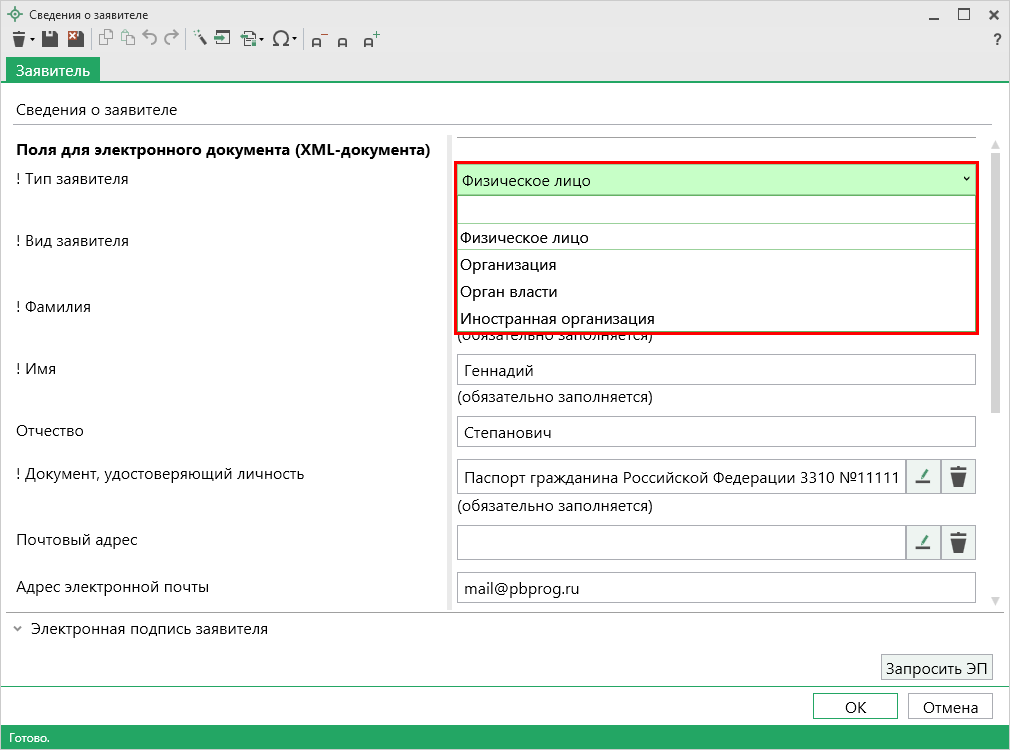 Сведения о заявителе
?
Заявитель
Сведения о заявителе
Поля для электронного документа (XML-документа)
! Тип заявителя
Физическое лицо
Физическое лицо
! Вид заявителя
Организация
Орган власти
! Фамилия
Иностранная организация
(обязательно заполняется)
! Имя
Геннадий
(обязательно заполняется)
Отчество
Степанович
! Документ, удостоверяющий личность
Паспорт гражданина Российской Федерации 3310 №11111
(обязательно заполняется)
Почтовый адрес
Адрес электронной почты
mail@pbprog.ru
Электронная подпись заявителя
Запросить ЭП
OK
Отмена
Готово.